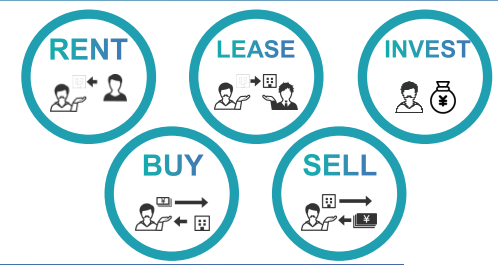 RENT
LEASE
INVEST
¥
BUY
¥
SELL
¥